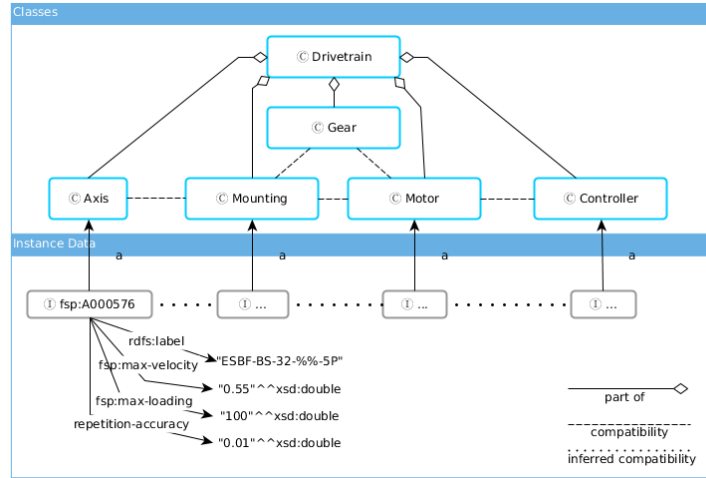 Classes
Ⓒ Drivetrain
Ⓒ Gear
Ⓒ Axis
Ⓒ Mounting
Ⓒ Motor
Ⓒ Controller
Instance Data
a
a
a
a
Ⓘ fsp:A000576
Ⓘ ...
Ⓘ ...
Ⓘ ...
rdfs:label
"ESBF-BS-32-%%-5P"
fsp:max-velocity
"0.55"^^xsd:double
fsp:max-loading
"100"^^xsd:double
repetition-accuracy
"0.01"^^xsd:double
part of
compatibility
inferred compatibility